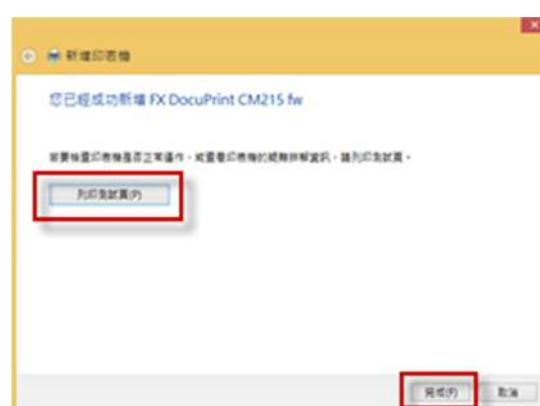 新增印表機
您已經成功新增 FX DocuPrint CM215 fw
若要檢查印表機是否正常運作，或查看印表機的疑難排解資訊，請列印測試頁。
列印測試頁(P)
完成(F)
取消